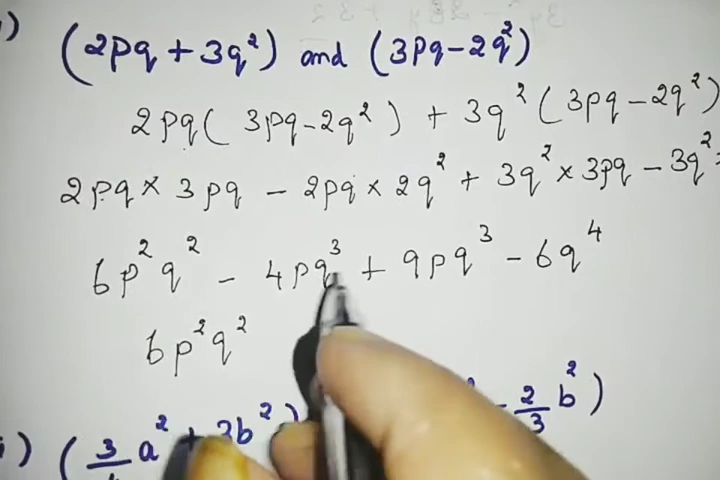 (2pq + 3q²) and (3pq - 2q²)
2pq ( 3pq - 2q² ) + 3q² (3pq - 2q²)
2pq × 3pq - 2pq × 2q² + 3q² × 3pq - 3q²
6p²q² - 4pq³ + 9pq³ - 6q⁴
6p²q²
) ( 3 a² + 3b² ) - 2/3 b² )